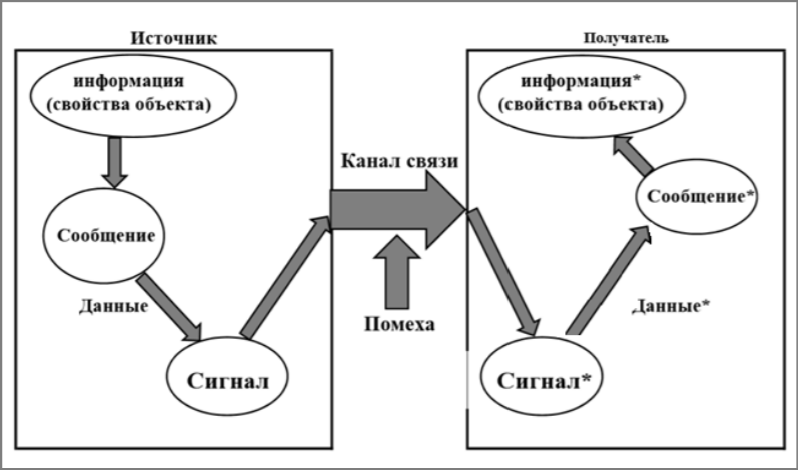 Источник
информация
(свойства объекта)
Сообщение
Данные
Сигнал
Канал связи
Помеха
Получатель
информация*
(свойства объекта)
Сообщение*
Данные*
Сигнал*